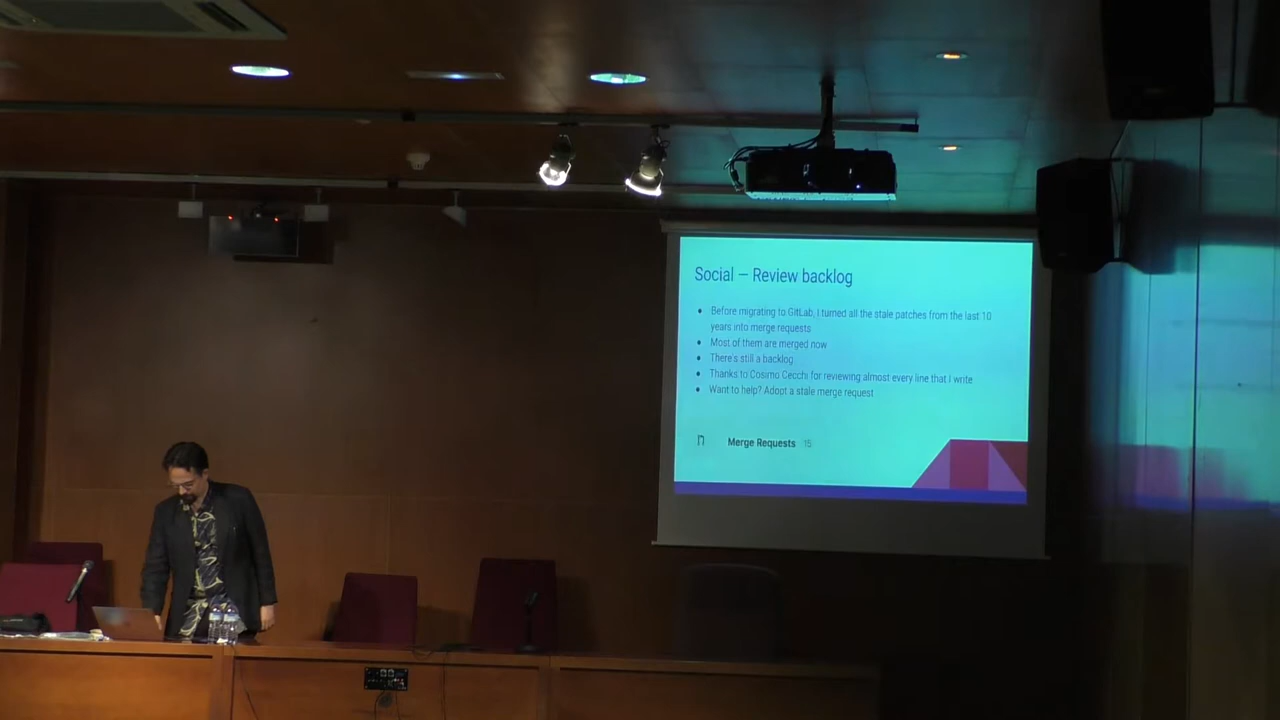 Social – Review backlog
Before migrating to GitLab, I turned all the stale patches from the last 10
years into merge requests
Most of them are merged now
There's still a backlog
Thanks to Cosimo Cecchi for reviewing almost every line that I write
Want to help? Adopt a stale merge request
Merge Requests 15